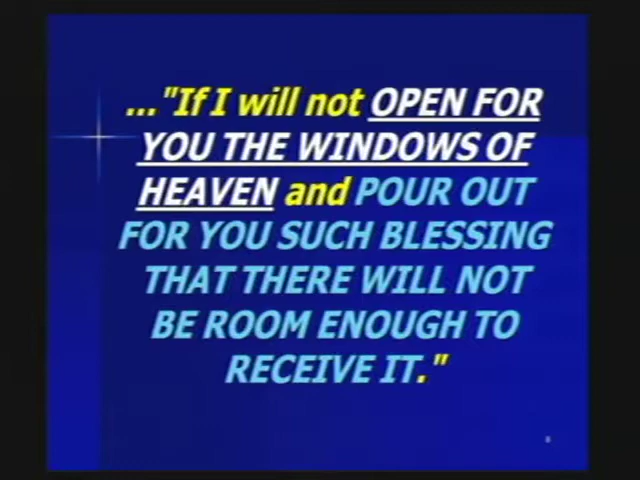 ..."If I will not OPEN FOR
YOU THE WINDOWS OF
HEAVEN and POUR OUT
FOR YOU SUCH BLESSING
THAT THERE WILL NOT
BE ROOM ENOUGH TO
RECEIVE IT."